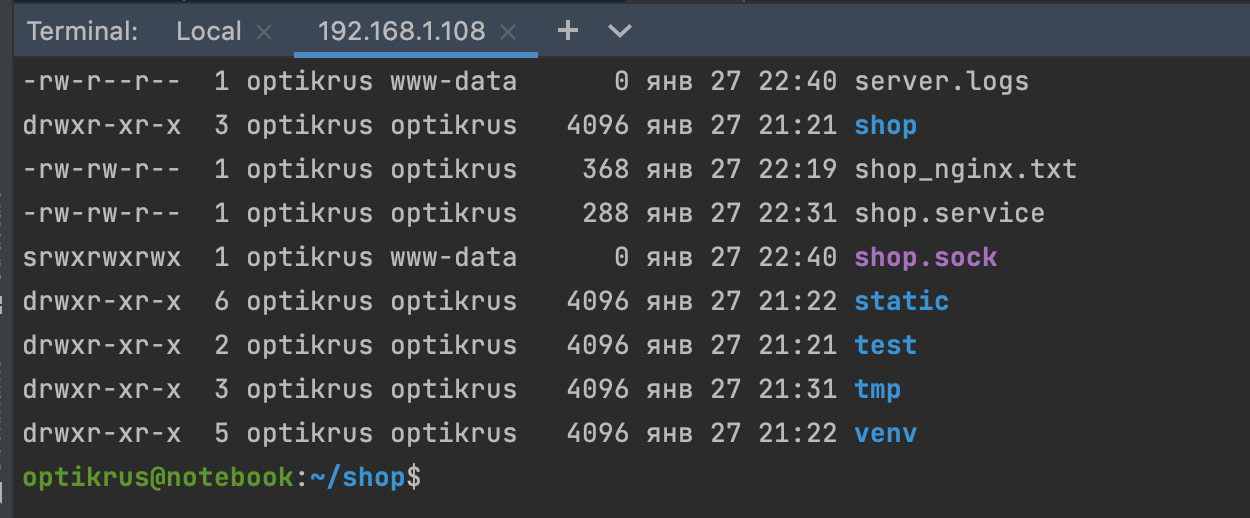 Terminal: Local × 192.168.1.108 × +
-rw-r--r-- 1 optikrus www-data 0 янв 27 22:40 server.logs
drwxr-xr-x 3 optikrus optikrus 4096 янв 27 21:21 shop
-rw-rw-r-- 1 optikrus optikrus 368 янв 27 22:19 shop_nginx.txt
-rw-rw-r-- 1 optikrus optikrus 288 янв 27 22:31 shop.service
srwxrwxrwx 1 optikrus www-data 0 янв 27 22:40 shop.sock
drwxr-xr-x 6 optikrus optikrus 4096 янв 27 21:22 static
drwxr-xr-x 2 optikrus optikrus 4096 янв 27 21:21 test
drwxr-xr-x 3 optikrus optikrus 4096 янв 27 21:31 tmp
drwxr-xr-x 5 optikrus optikrus 4096 янв 27 21:22 venv
optikrus@notebook:~/shop$